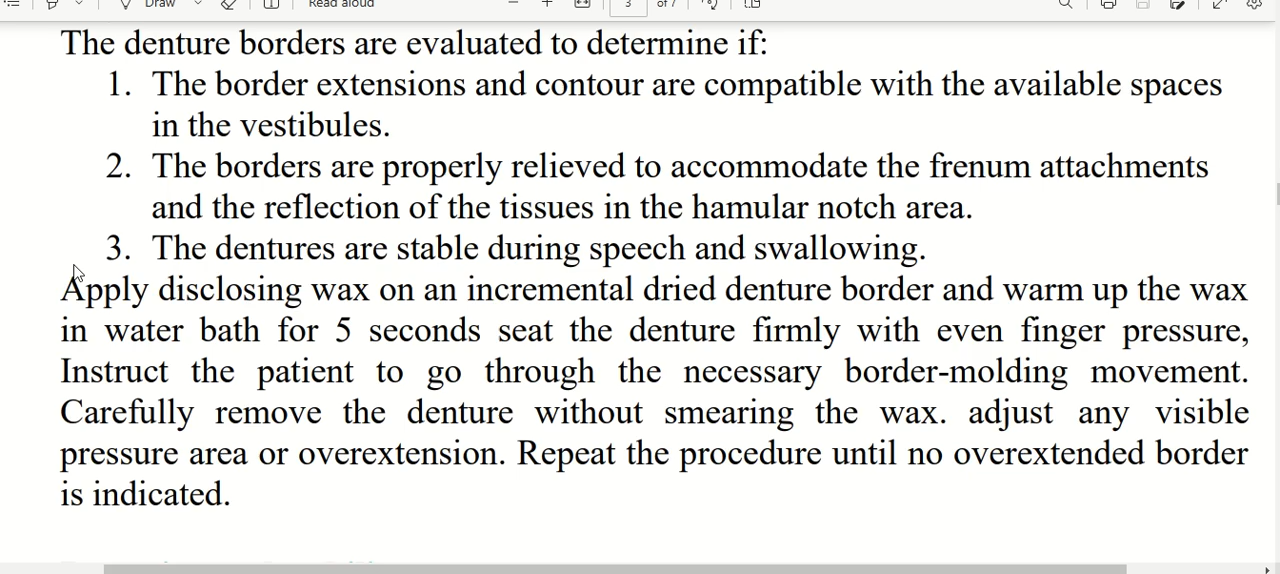 Draw Read aloud 3 of 7
The denture borders are evaluated to determine if:
1. The border extensions and contour are compatible with the available spaces
in the vestibules.
2. The borders are properly relieved to accommodate the frenum attachments
and the reflection of the tissues in the hamular notch area.
3. The dentures are stable during speech and swallowing.
Apply disclosing wax on an incremental dried denture border and warm up the wax
in water bath for 5 seconds seat the denture firmly with even finger pressure,
Instruct the patient to go through the necessary border-molding movement.
Carefully remove the denture without smearing the wax. adjust any visible
pressure area or overextension. Repeat the procedure until no overextended border
is indicated.